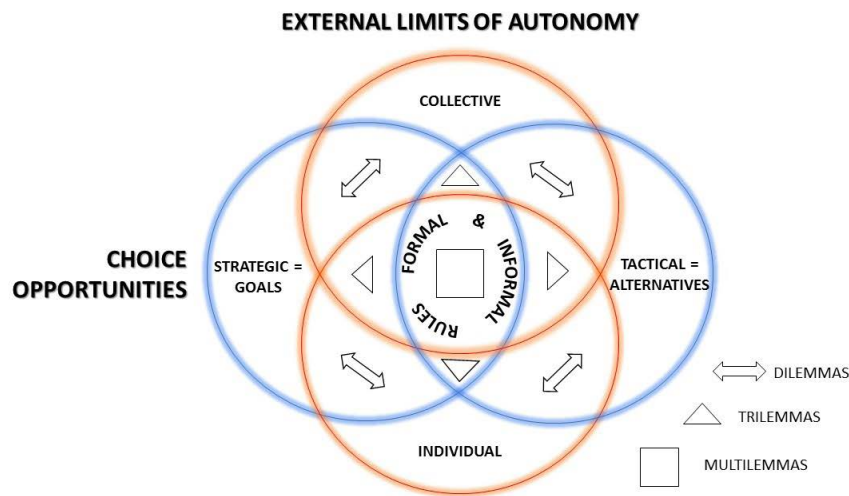 EXTERNAL LIMITS OF AUTONOMY
COLLECTIVE
CHOICE
OPPORTUNITIES
STRATEGIC =
GOALS
FORMAL & INFORMAL
RULES
TACTICAL =
ALTERNATIVES
INDIVIDUAL
DILEMMAS
TRILEMMAS
MULTILEMMAS